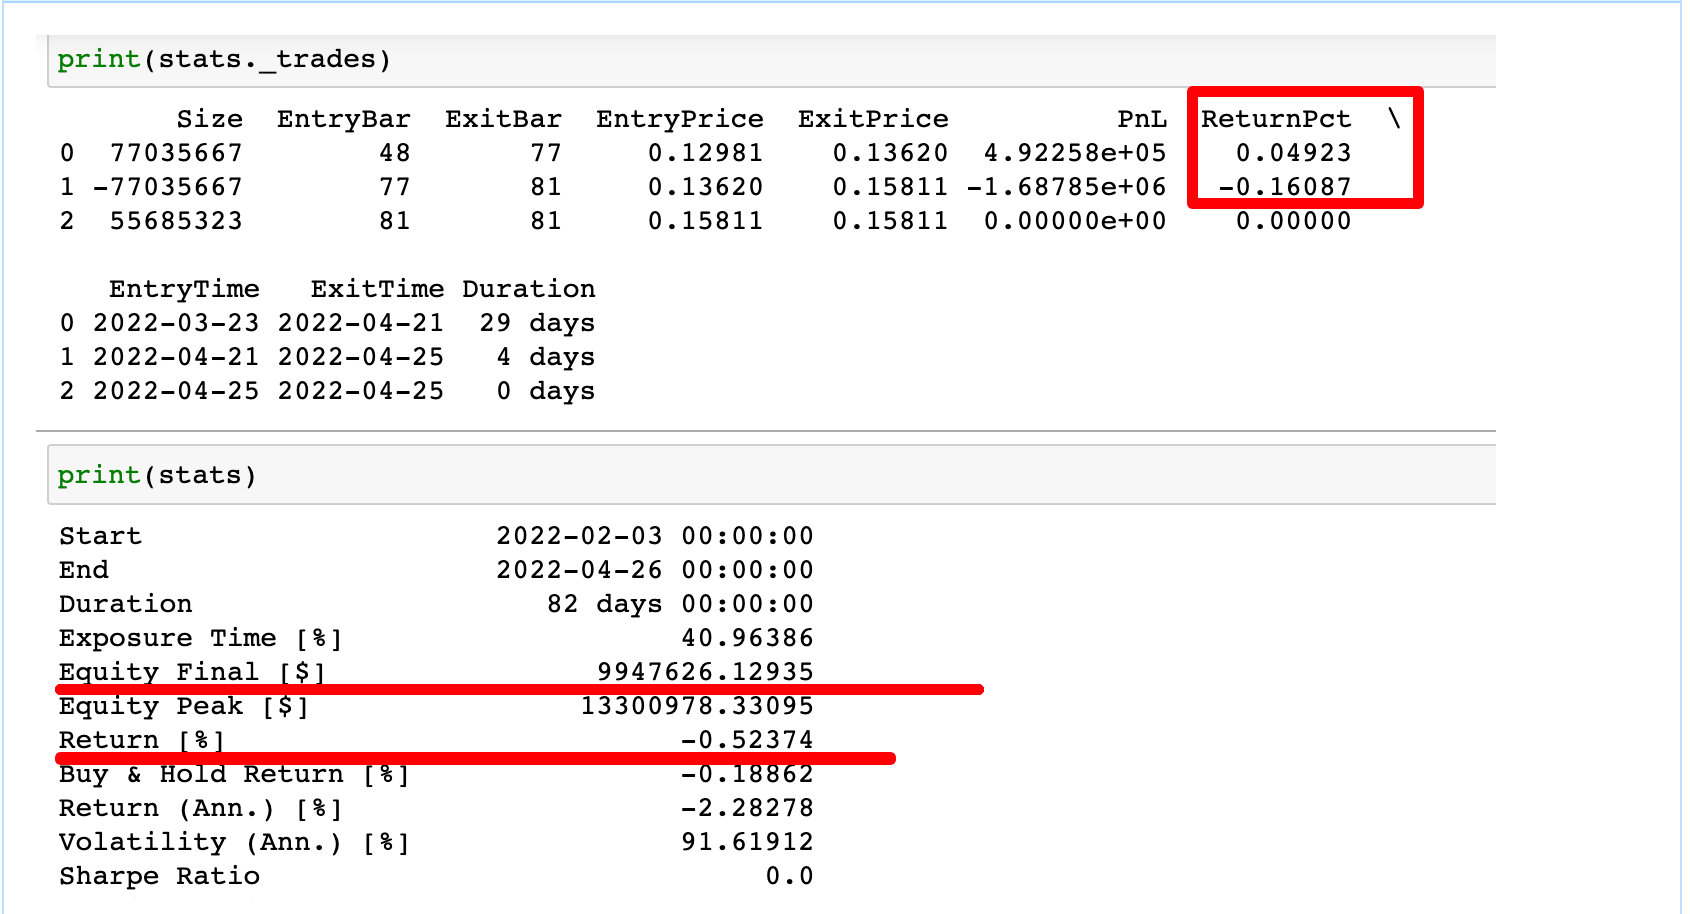 print(stats._trades)
Size EntryBar ExitBar EntryPrice ExitPrice PnL ReturnPct \
0 77035667 48 77 0.12981 0.13620 4.92258e+05 0.04923
1 -77035667 77 81 0.13620 0.15811 -1.68785e+06 -0.16087
2 55685323 81 81 0.15811 0.15811 0.00000e+00 0.00000
EntryTime ExitTime Duration
0 2022-03-23 2022-04-21 29 days
1 2022-04-21 2022-04-25 4 days
2 2022-04-25 2022-04-25 0 days
print(stats)
Start 2022-02-03 00:00:00
End 2022-04-26 00:00:00
Duration 82 days 00:00:00
Exposure Time [%] 40.96386
Equity Final [$] 9947626.12935
Equity Peak [$] 13300978.33095
Return [%] -0.52374
Buy & Hold Return [%] -0.18862
Return (Ann.) [%] -2.28278
Volatility (Ann.) [%] 91.61912
Sharpe Ratio 0.0